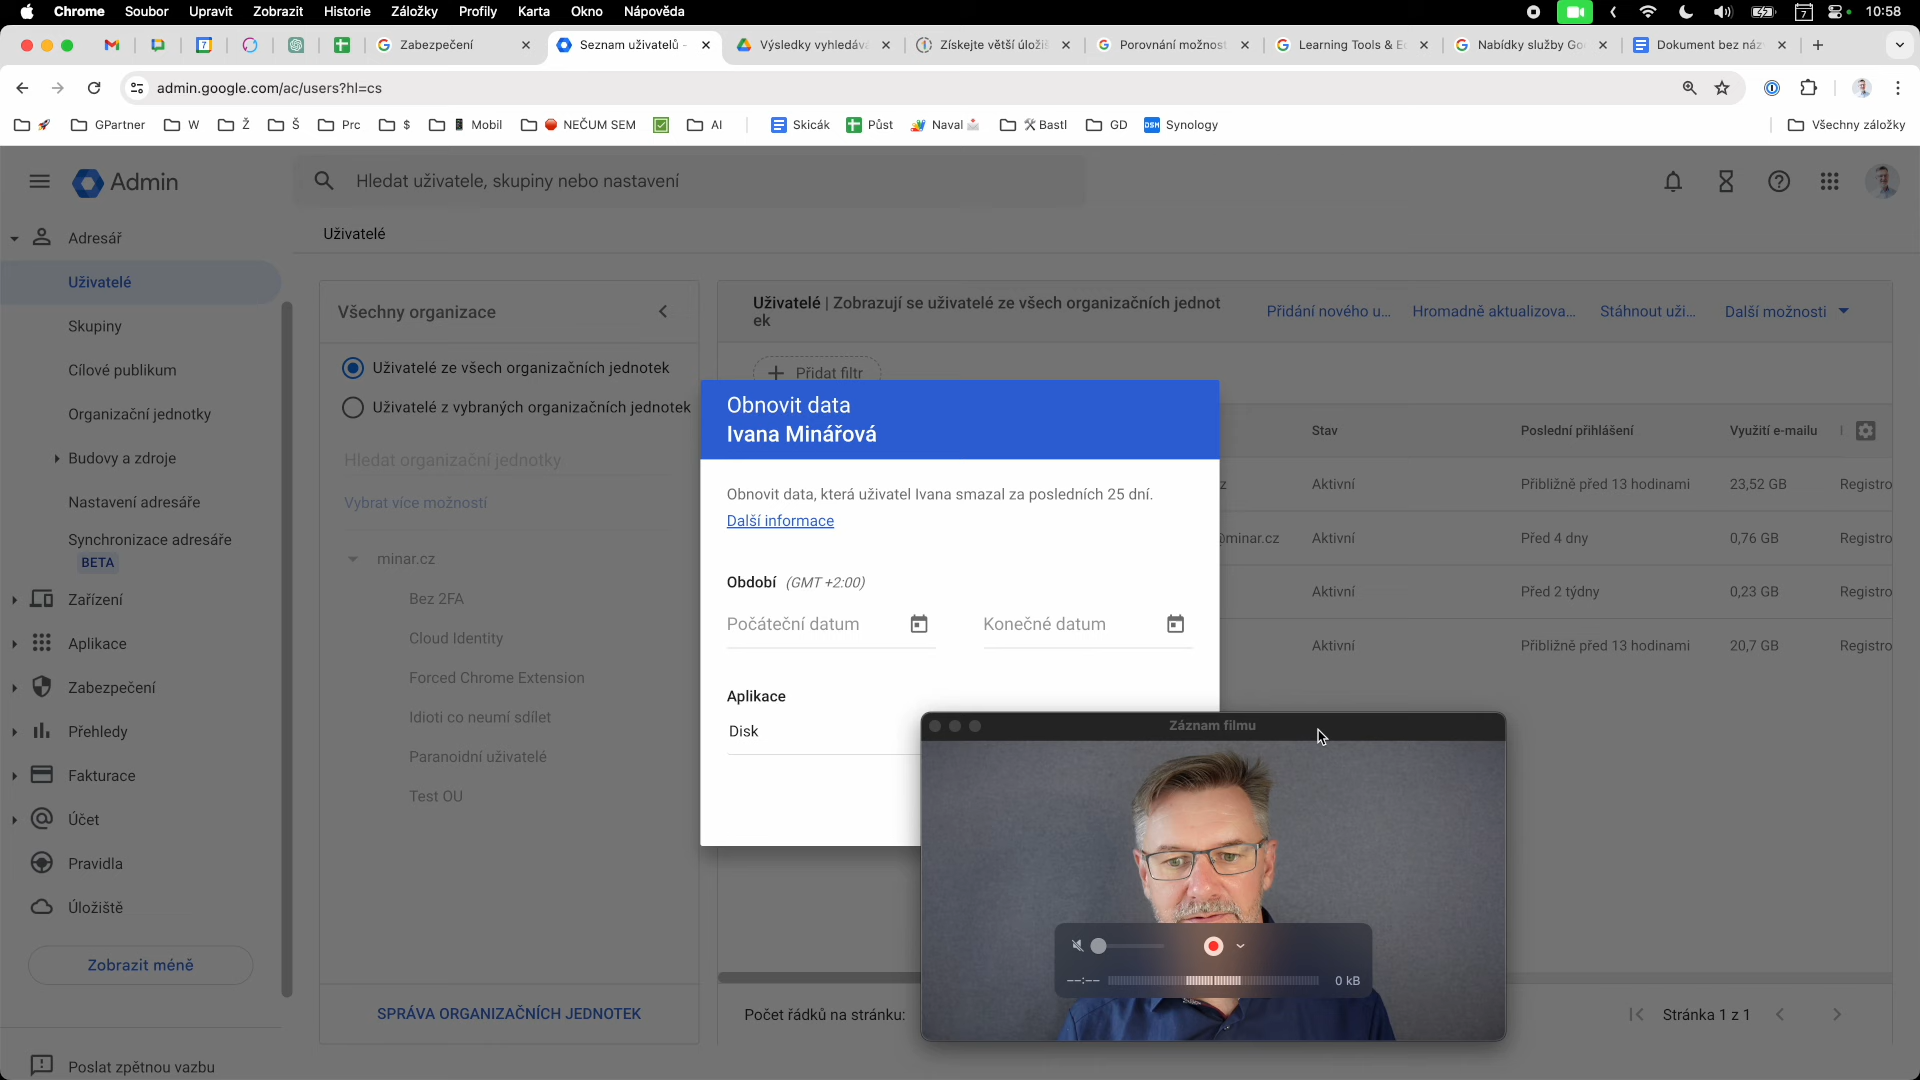 Chrome Soubor Upravit Zobrazit Historie Záložky Profily Karta Okno Nápověda 7 10:58
Zabezpečení
Seznam uživatelů -
Výsledky vyhledáv
Získejte větší úložiš
Porovnání možnost
Learning Tools & E
Nabídky služby Go
Dokument bez náz
admin.google.com/ac/users?hl=cs
GPartner W Ž Š Prc $ Mobil NEČUM SEM AI Skicák Půst Naval Bastl GD DSM Synology Všechny záložky
Admin
Hledat uživatele, skupiny nebo nastavení
Adresář
Uživatelé
Skupiny
Cílové publikum
Organizační jednotky
Budovy a zdroje
Nastavení adresáře
Synchronizace adresáře
BETA
Zařízení
Aplikace
Zabezpečení
Přehledy
Fakturace
Účet
Pravidla
Úložiště
Zobrazit méně
Poslat zpětnou vazbu
Uživatelé
Všechny organizace
Uživatelé ze všech organizačních jednotek
Uživatelé z vybraných organizačních jednotek
Hledat organizační jednotky
Vybrat více možností
minar.cz
Bez 2FA
Cloud Identity
Forced Chrome Extension
Idioti co neumí sdílet
Paranoidní uživatelé
Test OU
SPRÁVA ORGANIZAČNÍCH JEDNOTEK
Uživatelé | Zobrazují se uživatelé ze všech organizačních jednot
ek
Přidání nového u... Hromadně aktualizova... Stáhnout uži... Další možnosti
Přidat filtr
Stav Poslední přihlášení Využití e-mailu
z Aktivní Přibližně před 13 hodinami 23,52 GB Registro
@minar.cz Aktivní Před 4 dny 0,76 GB Registro
Aktivní Před 2 týdny 0,23 GB Registro
Aktivní Přibližně před 13 hodinami 20,7 GB Registro
Obnovit data
Ivana Minářová
Obnovit data, která uživatel Ivana smazal za posledních 25 dní.
Další informace
Období (GMT +2:00)
Počáteční datum Konečné datum
Aplikace
Disk
Záznam filmu
--:-- 0 kB
Počet řádků na stránku:
Stránka 1 z 1